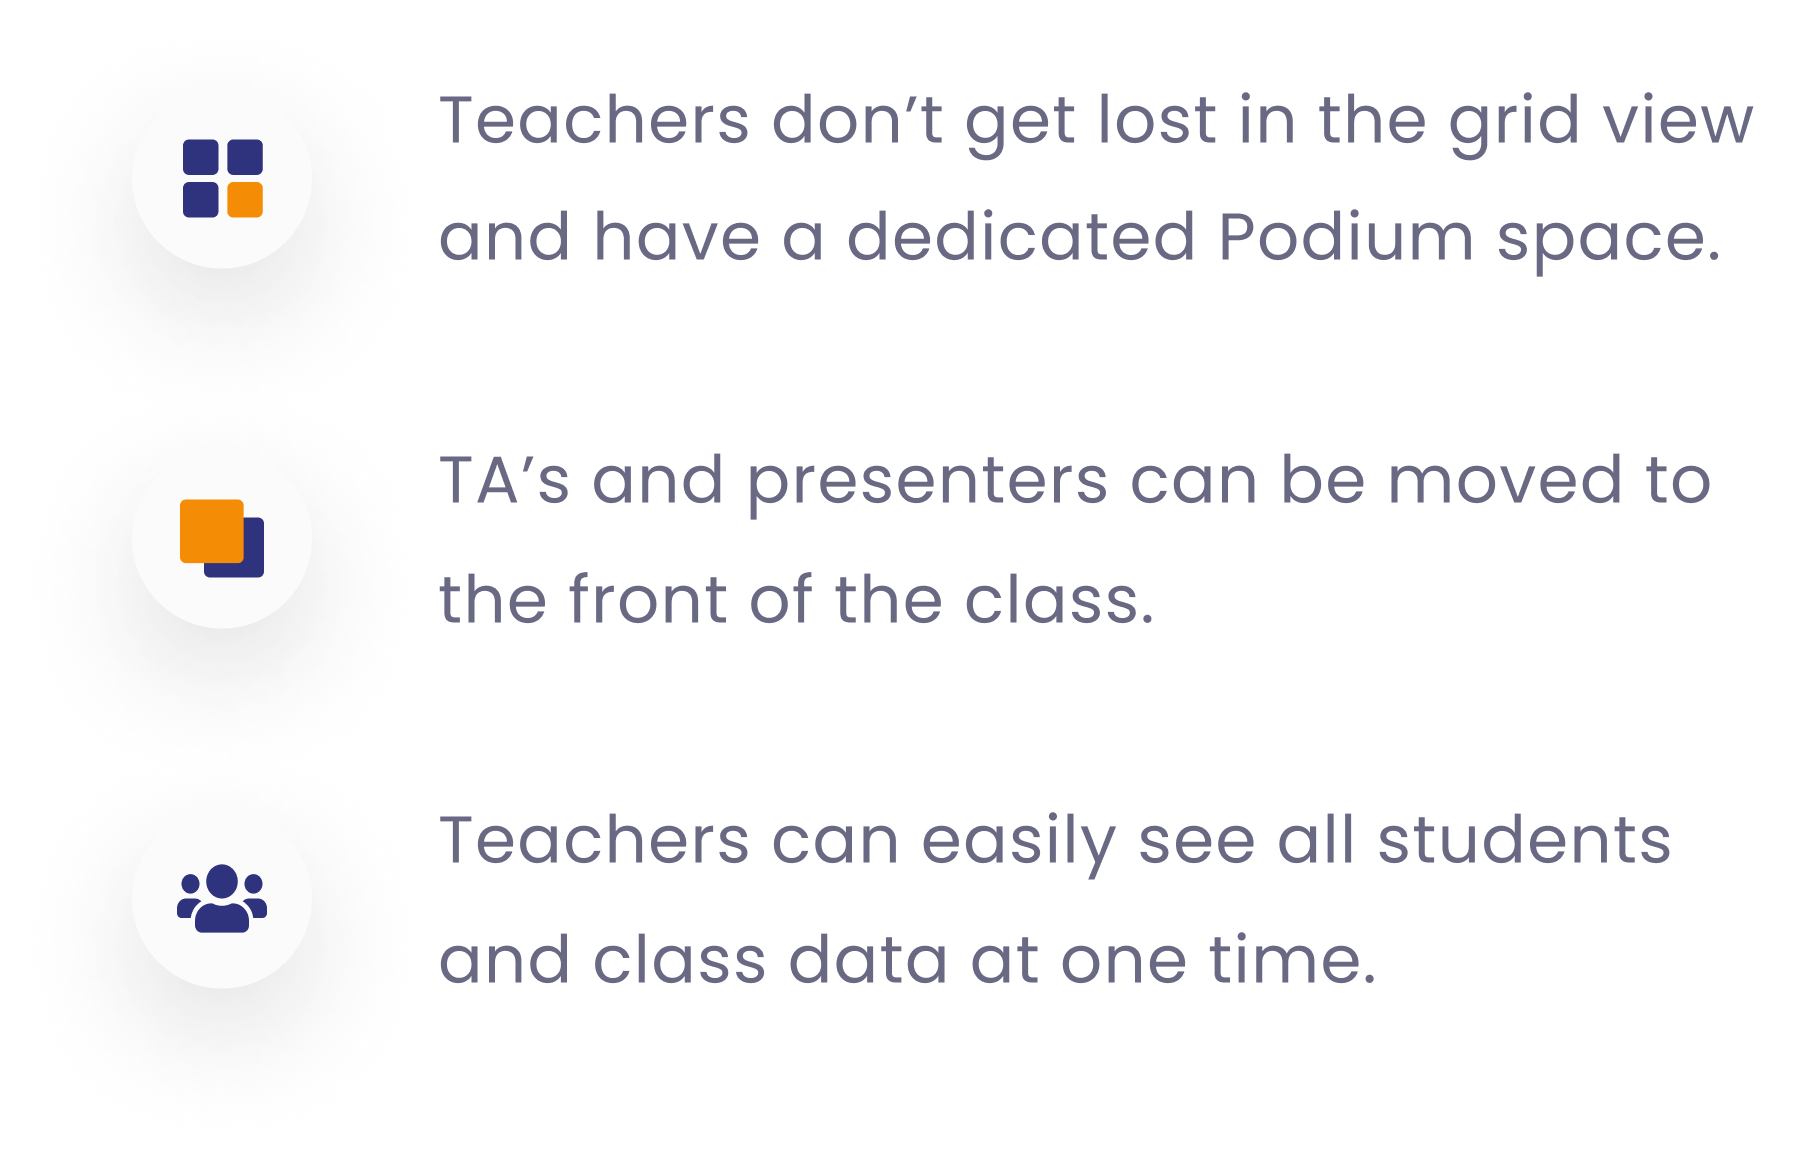 Teachers don’t get lost in the grid view
and have a dedicated Podium space.
TA’s and presenters can be moved to
the front of the class.
Teachers can easily see all students
and class data at one time.